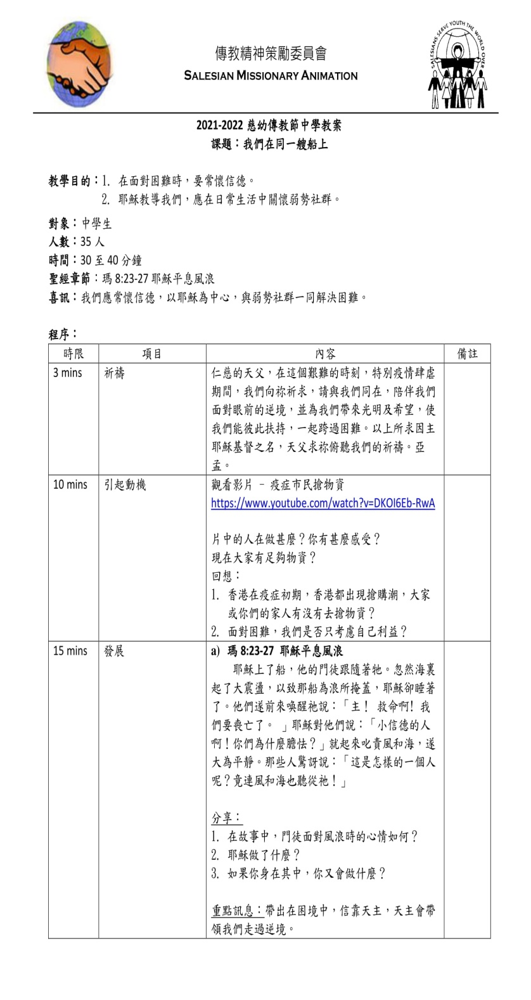 傳教精神策勵委員會
SALESIAN MISSIONARY ANIMATION
SALESIANS SERVE YOUTH THE WORLD OVER
2021-2022 慈幼傳教節中學教案
課題：我們在同一艘船上
教學目的：1. 在面對困難時，要常懷信德。
2. 耶穌教導我們，應在日常生活中關懷弱勢社群。
對象：中學生
人數：35 人
時間：30 至 40 分鐘
聖經章節：瑪 8:23-27 耶穌平息風浪
喜訊：我們應常懷信德，以耶穌為中心，與弱勢社群一同解決困難。
程序：
時限 項目 內容 備註
3 mins 祈禱 仁慈的天父，在這個艱難的時刻，特別疫情肆虐
期間，我們向祢祈求，請與我們同在，陪伴我們
面對眼前的逆境，並為我們帶來光明及希望，使
我們能彼此扶持，一起跨過困難。以上所求因主
耶穌基督之名，天父求祢俯聽我們的祈禱。亞
孟。
10 mins 引起動機 觀看影片 – 疫症市民搶物資
https://www.youtube.com/watch?v=DKOI6Eb-RwA
片中的人在做甚麼？你有甚麼感受？
現在大家有足夠物資？
回想：
1. 香港在疫症初期，香港都出現搶購潮，大家
或你們的家人有沒有去搶物資？
2. 面對困難，我們是否只考慮自己利益？
15 mins 發展 a) 瑪 8:23-27 耶穌平息風浪
耶穌上了船，他的門徒跟隨著牠。忽然海裏
起了大震盪，以致那船為浪所掩蓋，耶穌卻睡著
了。他們遂前來喚醒祂說：「主！ 救命啊! 我
們要喪亡了。 」耶穌對他們說：「小信德的人
啊！你們為什麼膽怯？」就起來叱責風和海，遂
大為平靜。那些人驚訝說：「這是怎樣的一個人
呢？竟連風和海也聽從祂！」
分享：
1. 在故事中，門徒面對風浪時的心情如何？
2. 耶穌做了什麼？
3. 如果你身在其中，你又會做什麼？
重點訊息：帶出在困境中，信靠天主，天主會帶
領我們走過逆境。